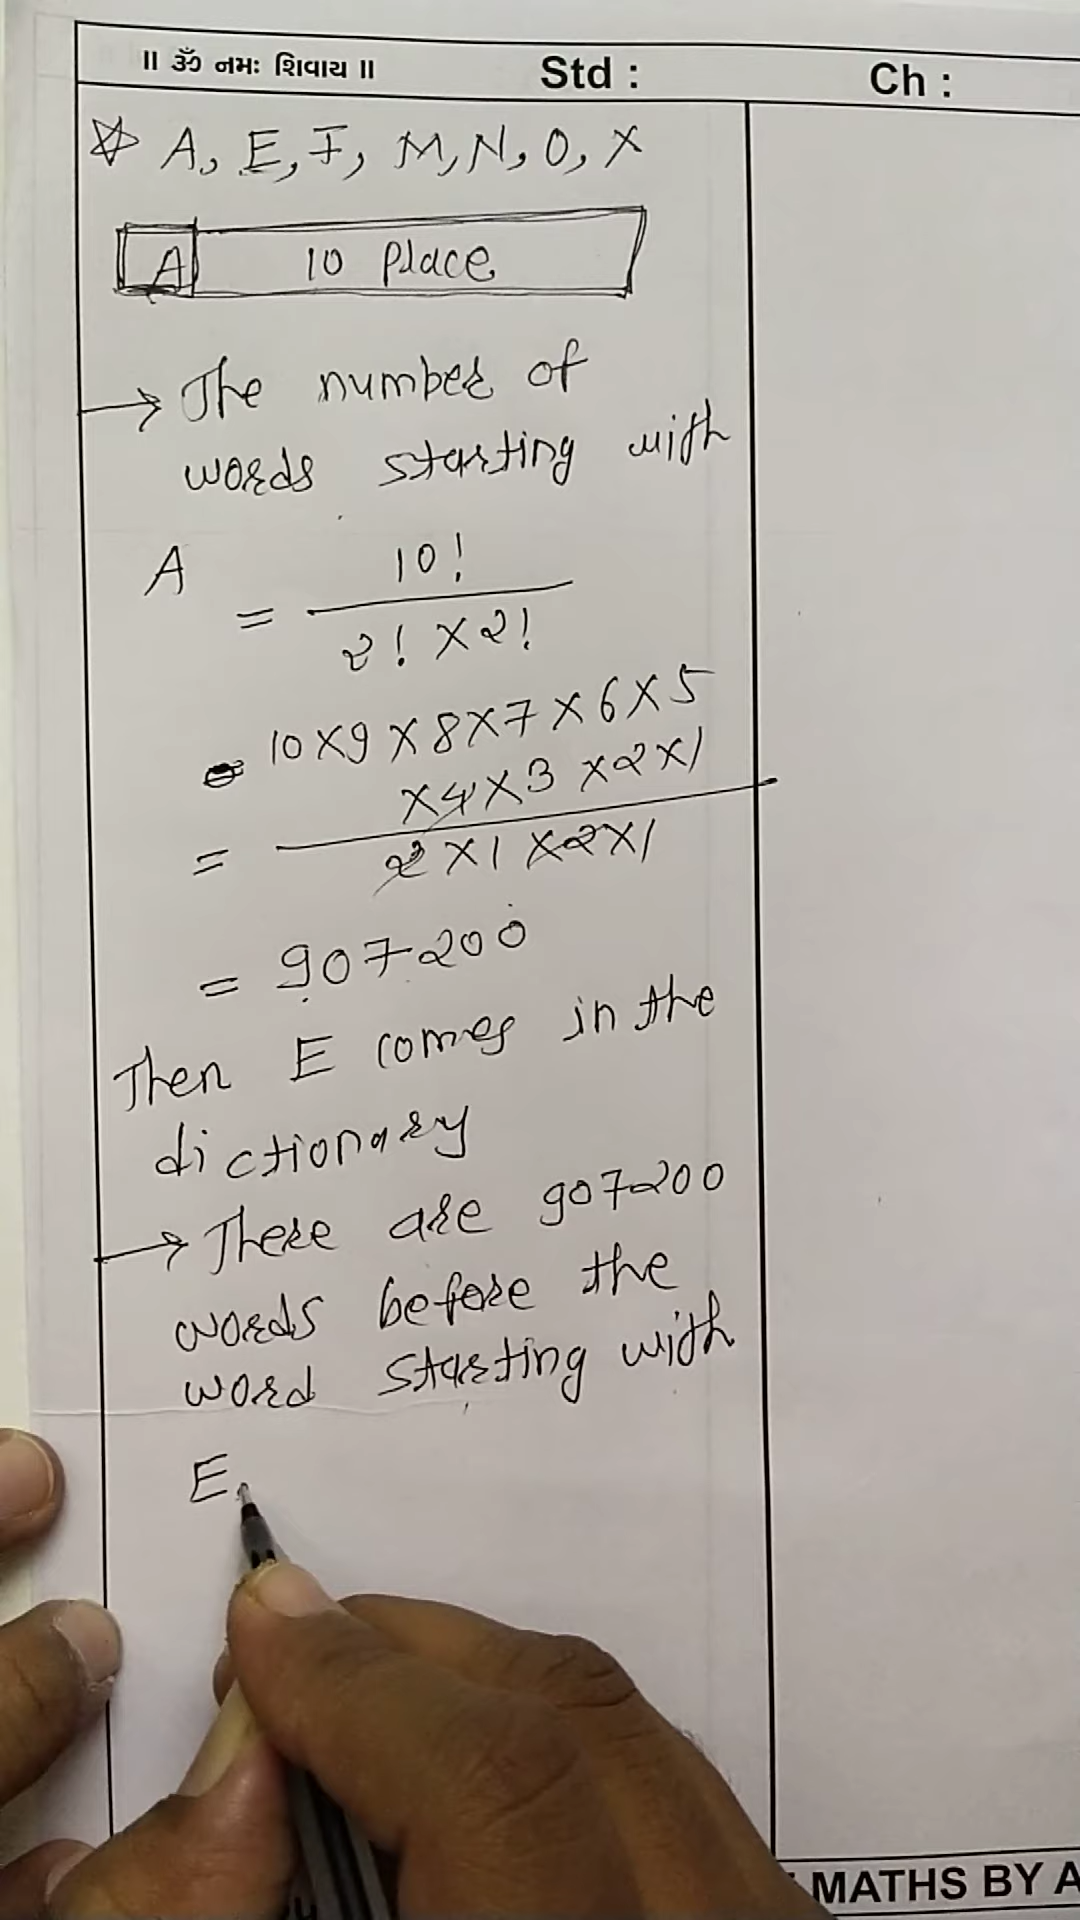 ॥ ૐ નમઃ શિવાય ॥ Std : Ch :
A, E, I, M, N, O, X
A 10 Place
→ The number of
words starting with
A = 10!
2! × 2!
= 10×9×8×7×6×5
×4×3×2×1
= 2×1×2×1
= 907200
Then E comes in the
dictionary
→ There are 907200
words before the
word starting with
E.
MATHS BY A